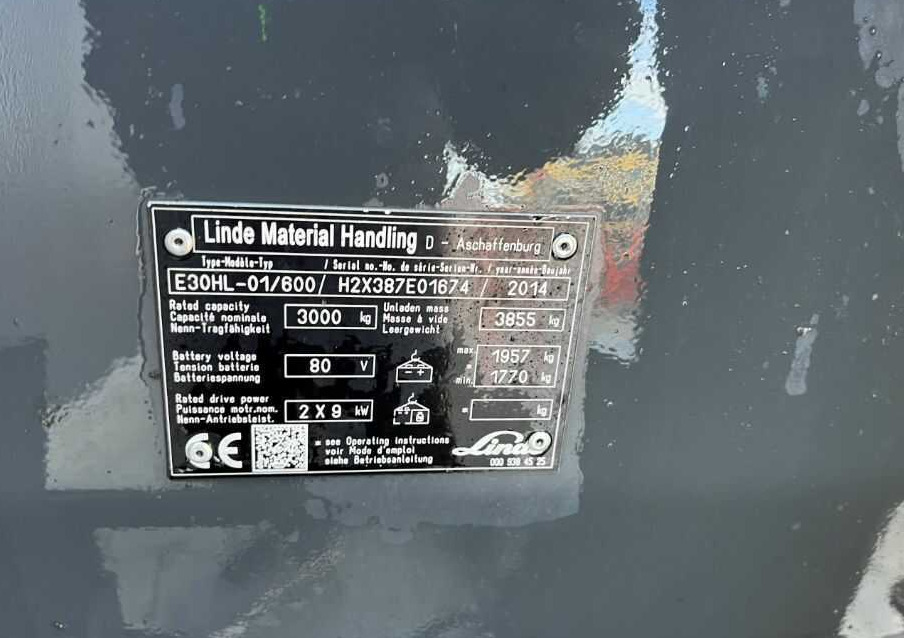 Linde Material Handling D - Aschaffenburg
Type-Modèle-Typ / Serial no.-No. de série-Serien-Nr. / year-année-Baujahr
E30HL-01/600/ H2X387E01674 / 2014
Rated capacity
Capacité nominale
Nenn-Tragfähigkeit
3000 kg
Unladen mass
Masse à vide
Leergewicht
3855 kg
Battery voltage
Tension batterie
Batteriespannung
80 V
- +
max.
=
min.
1957 kg
1770 kg
Rated drive power
Puissance motr.nom.
Nenn-Antriebsleist.
2 X 9 kW
= kg
CE
= see Operating instructions
voir Mode d'emploi
siehe Betriebsanleitung
Linde
000 938 45 25